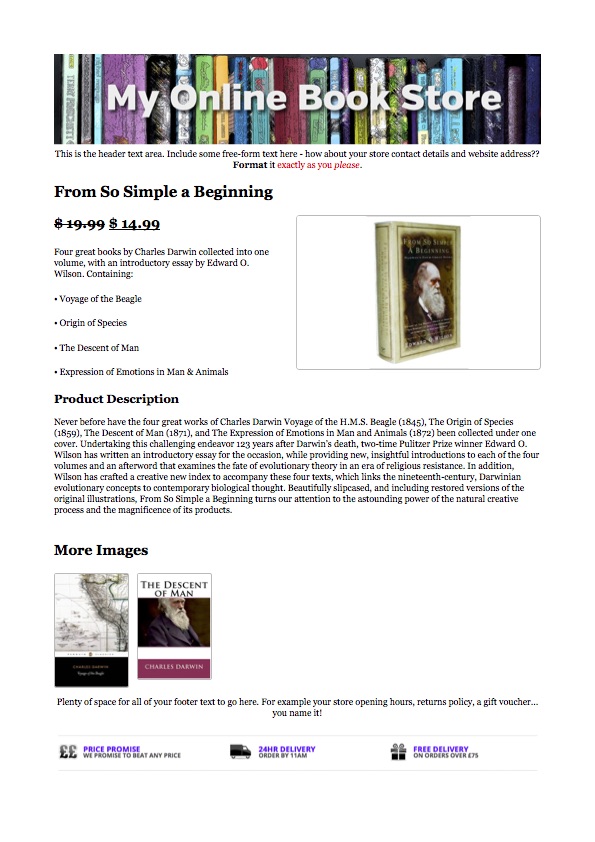 My Online Book Store
This is the header text area. Include some free-form text here - how about your store contact details and website address??
Format it exactly as you please.
From So Simple a Beginning
$ 19.99 $ 14.99
Four great books by Charles Darwin collected into one
volume, with an introductory essay by Edward O.
Wilson. Containing:
• Voyage of the Beagle
• Origin of Species
• The Descent of Man
• Expression of Emotions in Man & Animals
FROM SO SIMPLE
A BEGINNING
EDWARD O. WILSON
Product Description
Never before have the four great works of Charles Darwin Voyage of the H.M.S. Beagle (1845), The Origin of Species
(1859), The Descent of Man (1871), and The Expression of Emotions in Man and Animals (1872) been collected under one
cover. Undertaking this challenging endeavor 123 years after Darwin's death, two-time Pulitzer Prize winner Edward O.
Wilson has written an introductory essay for the occasion, while providing new, insightful introductions to each of the four
volumes and an afterword that examines the fate of evolutionary theory in an era of religious resistance. In addition,
Wilson has crafted a creative new index to accompany these four texts, which links the nineteenth-century, Darwinian
evolutionary concepts to contemporary biological thought. Beautifully slipcased, and including restored versions of the
original illustrations, From So Simple a Beginning turns our attention to the astounding power of the natural creative
process and the magnificence of its products.
More Images
CHARLES DARWIN
Voyage of the Beagle
THE DESCENT
OF MAN
CHARLES DARWIN
Plenty of space for all of your footer text to go here. For example your store opening hours, returns policy, a gift voucher...
you name it!
££ PRICE PROMISE
WE PROMISE TO BEAT ANY PRICE
24HR DELIVERY
ORDER BY 11AM
FREE DELIVERY
ON ORDERS OVER £75